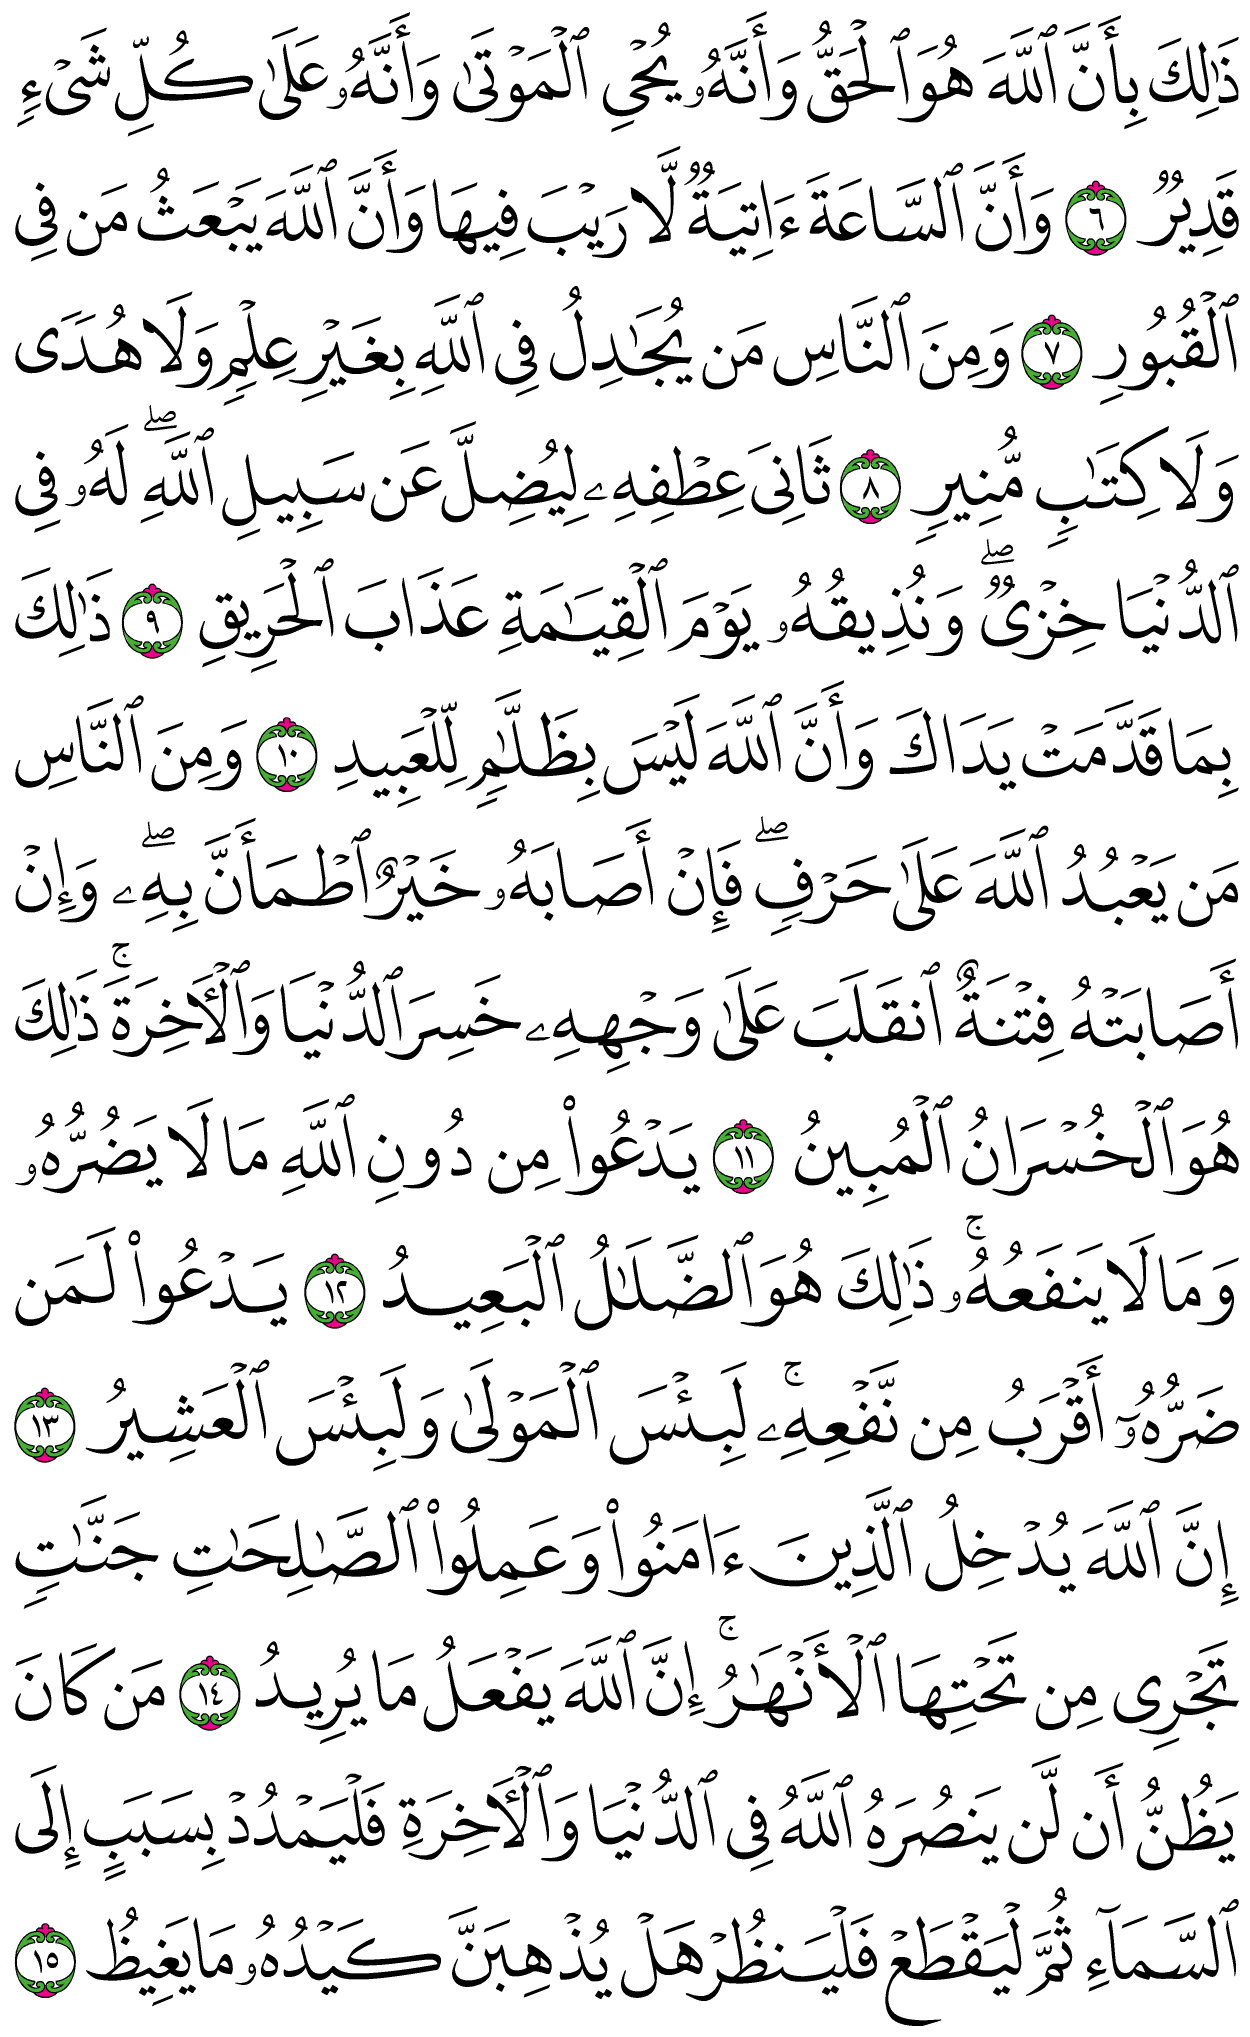 ذَٰلِكَ بِأَنَّ ٱللَّهَ هُوَ ٱلۡحَقُّ وَأَنَّهُۥ يُحۡيِ ٱلۡمَوۡتَىٰ وَأَنَّهُۥ عَلَىٰ كُلِّ شَيۡءٖ
قَدِيرٞ ٦ وَأَنَّ ٱلسَّاعَةَ ءَاتِيَةٞ لَّا رَيۡبَ فِيهَا وَأَنَّ ٱللَّهَ يَبۡعَثُ مَن فِي
ٱلۡقُبُورِ ٧ وَمِنَ ٱلنَّاسِ مَن يُجَٰدِلُ فِي ٱللَّهِ بِغَيۡرِ عِلۡمٖ وَلَا هُدٗى
وَلَا كِتَٰبٖ مُّنِيرٖ ٨ ثَانِيَ عِطۡفِهِۦ لِيُضِلَّ عَن سَبِيلِ ٱللَّهِۖ لَهُۥ فِي
ٱلدُّنۡيَا خِزۡيٞۖ وَنُذِيقُهُۥ يَوۡمَ ٱلۡقِيَٰمَةِ عَذَابَ ٱلۡحَرِيقِ ٩ ذَٰلِكَ
بِمَا قَدَّمَتۡ يَدَاكَ وَأَنَّ ٱللَّهَ لَيۡسَ بِظَلَّٰمٖ لِّلۡعَبِيدِ ١٠ وَمِنَ ٱلنَّاسِ
مَن يَعۡبُدُ ٱللَّهَ عَلَىٰ حَرۡفٖۖ فَإِنۡ أَصَابَهُۥ خَيۡرٌ ٱطۡمَأَنَّ بِهِۦۖ وَإِنۡ
أَصَابَتۡهُ فِتۡنَةٌ ٱنقَلَبَ عَلَىٰ وَجۡهِهِۦ خَسِرَ ٱلدُّنۡيَا وَٱلۡأٓخِرَةَۚ ذَٰلِكَ
هُوَ ٱلۡخُسۡرَانُ ٱلۡمُبِينُ ١١ يَدۡعُواْ مِن دُونِ ٱللَّهِ مَا لَا يَضُرُّهُۥ
وَمَا لَا يَنفَعُهُۥۚ ذَٰلِكَ هُوَ ٱلضَّلَٰلُ ٱلۡبَعِيدُ ١٢ يَدۡعُواْ لَمَن
ضَرُّهُۥٓ أَقۡرَبُ مِن نَّفۡعِهِۦۚ لَبِئۡسَ ٱلۡمَوۡلَىٰ وَلَبِئۡسَ ٱلۡعَشِيرُ ١٣
إِنَّ ٱللَّهَ يُدۡخِلُ ٱلَّذِينَ ءَامَنُواْ وَعَمِلُواْ ٱلصَّٰلِحَٰتِ جَنَّٰتٖ
تَجۡرِي مِن تَحۡتِهَا ٱلۡأَنۡهَٰرُۚ إِنَّ ٱللَّهَ يَفۡعَلُ مَا يُرِيدُ ١٤ مَن كَانَ
يَظُنُّ أَن لَّن يَنصُرَهُ ٱللَّهُ فِي ٱلدُّنۡيَا وَٱلۡأٓخِرَةِ فَلۡيَمۡدُدۡ بِسَبَبٍ إِلَى
ٱلسَّمَآءِ ثُمَّ لۡيَقۡطَعۡ فَلۡيَنظُرۡ هَلۡ يُذۡهِبَنَّ كَيۡدُهُۥ مَا يَغِيظُ ١٥